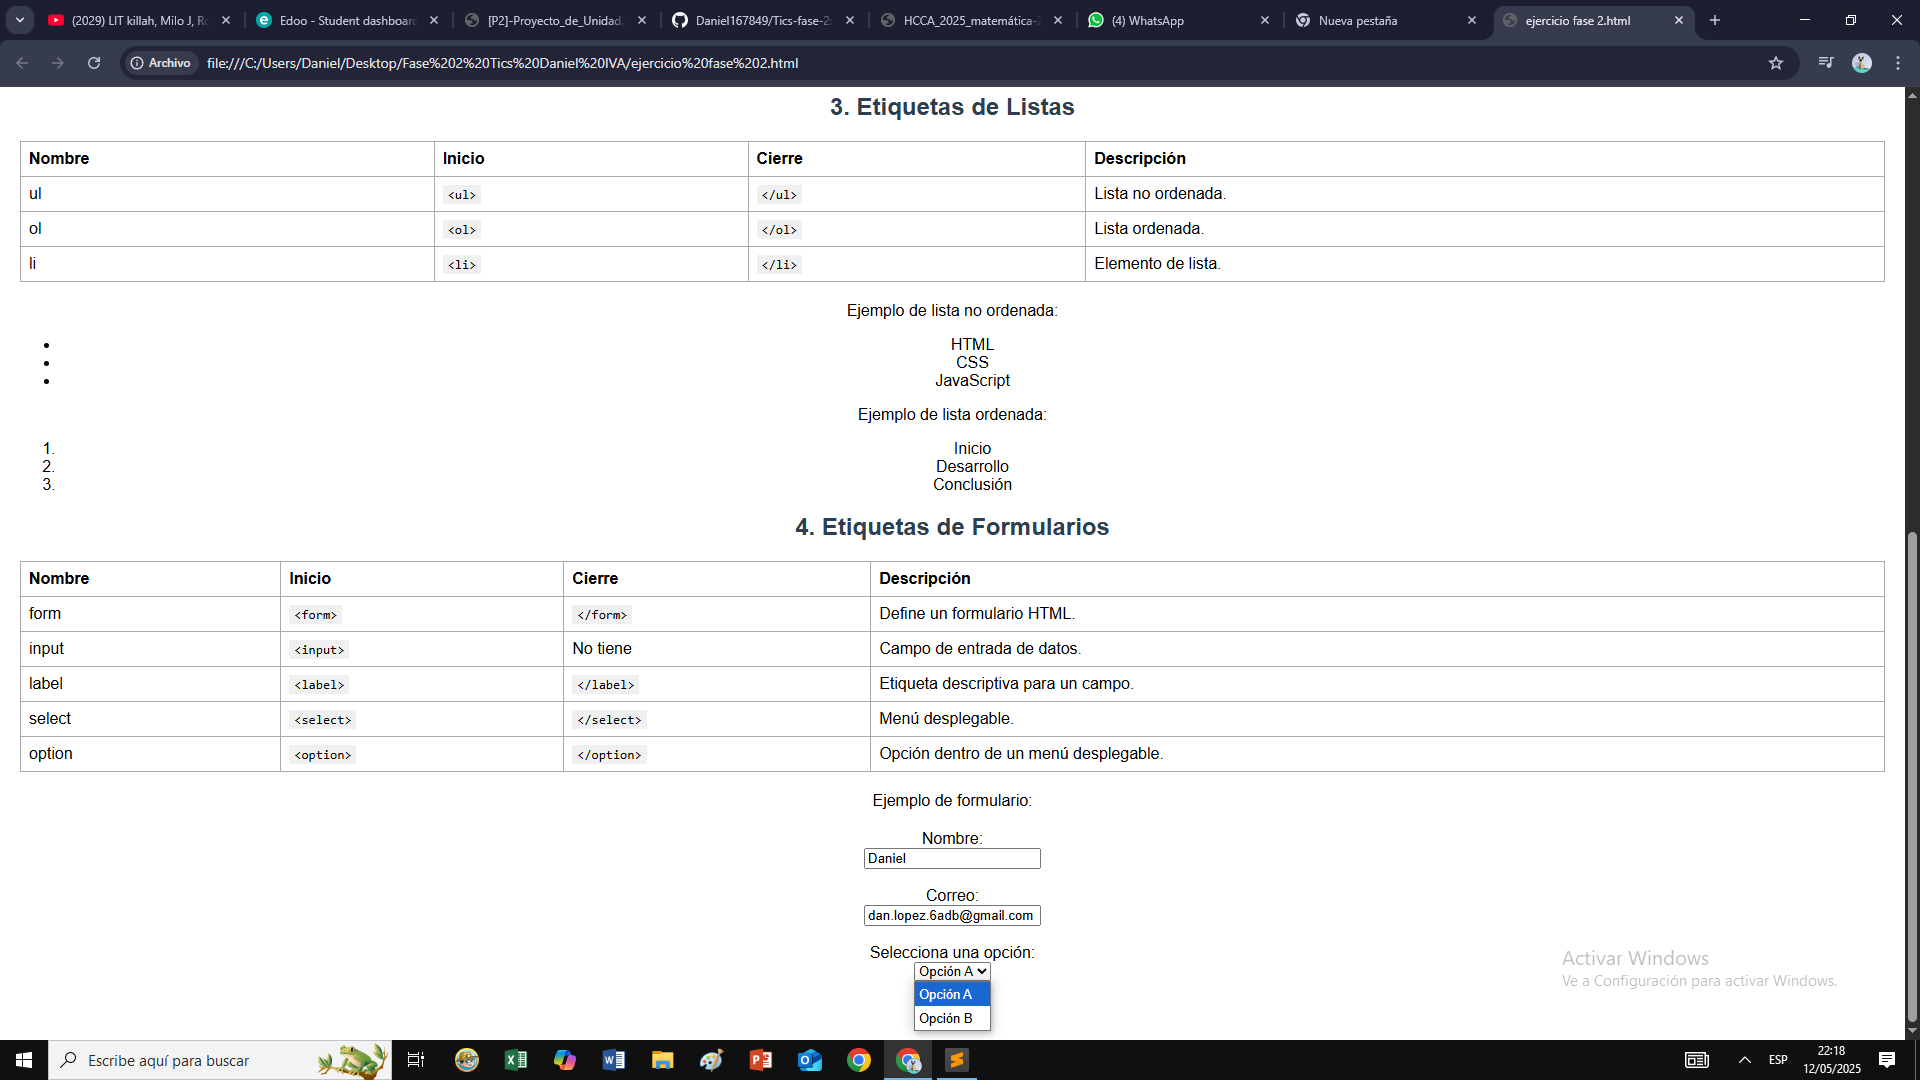 (2029) LIT killah, Milo J, Ro
Edoo - Student dashboard
[P2]-Proyecto_de_Unidad.
Daniel167849/Tics-fase-2:
HCCA_2025_matemática-2
(4) WhatsApp
Nueva pestaña
ejercicio fase 2.html
Archivo
file:///C:/Users/Daniel/Desktop/Fase%202%20Tics%20Daniel%20IVA/ejercicio%20fase%202.html
3. Etiquetas de Listas
Nombre Inicio Cierre Descripción
ul <ul> </ul> Lista no ordenada.
ol <ol> </ol> Lista ordenada.
li <li> </li> Elemento de lista.
Ejemplo de lista no ordenada:
• HTML
• CSS
• JavaScript
Ejemplo de lista ordenada:
1. Inicio
2. Desarrollo
3. Conclusión
4. Etiquetas de Formularios
Nombre Inicio Cierre Descripción
form <form> </form> Define un formulario HTML.
input <input> No tiene Campo de entrada de datos.
label <label> </label> Etiqueta descriptiva para un campo.
select <select> </select> Menú desplegable.
option <option> </option> Opción dentro de un menú desplegable.
Ejemplo de formulario:
Nombre:
Daniel
Correo:
dan.lopez.6adb@gmail.com
Selecciona una opción:
Opción A
Opción A
Opción B
Activar Windows
Ve a Configuración para activar Windows.
Escribe aquí para buscar
ESP
22:18
12/05/2025